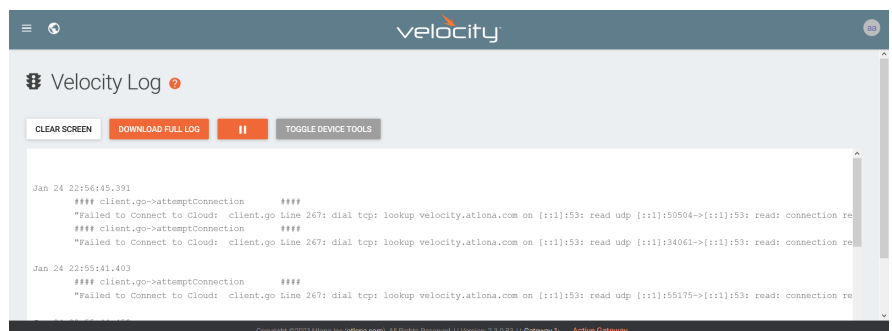 velocity
BB
Velocity Log ?
CLEAR SCREEN DOWNLOAD FULL LOG TOGGLE DEVICE TOOLS
Jan 24 22:56:45.391
#### client.go->attemptConnection ####
"Failed to Connect to Cloud: client.go Line 267: dial tcp: lookup velocity.atlona.com on [::1]:53: read udp [::1]:50504->[::1]:53: read: connection re
#### client.go->attemptConnection ####
"Failed to Connect to Cloud: client.go Line 267: dial tcp: lookup velocity.atlona.com on [::1]:53: read udp [::1]:34061->[::1]:53: read: connection re
Jan 24 22:55:41.403
#### client.go->attemptConnection ####
"Failed to Connect to Cloud: client.go Line 267: dial tcp: lookup velocity.atlona.com on [::1]:53: read udp [::1]:55175->[::1]:53: read: connection re